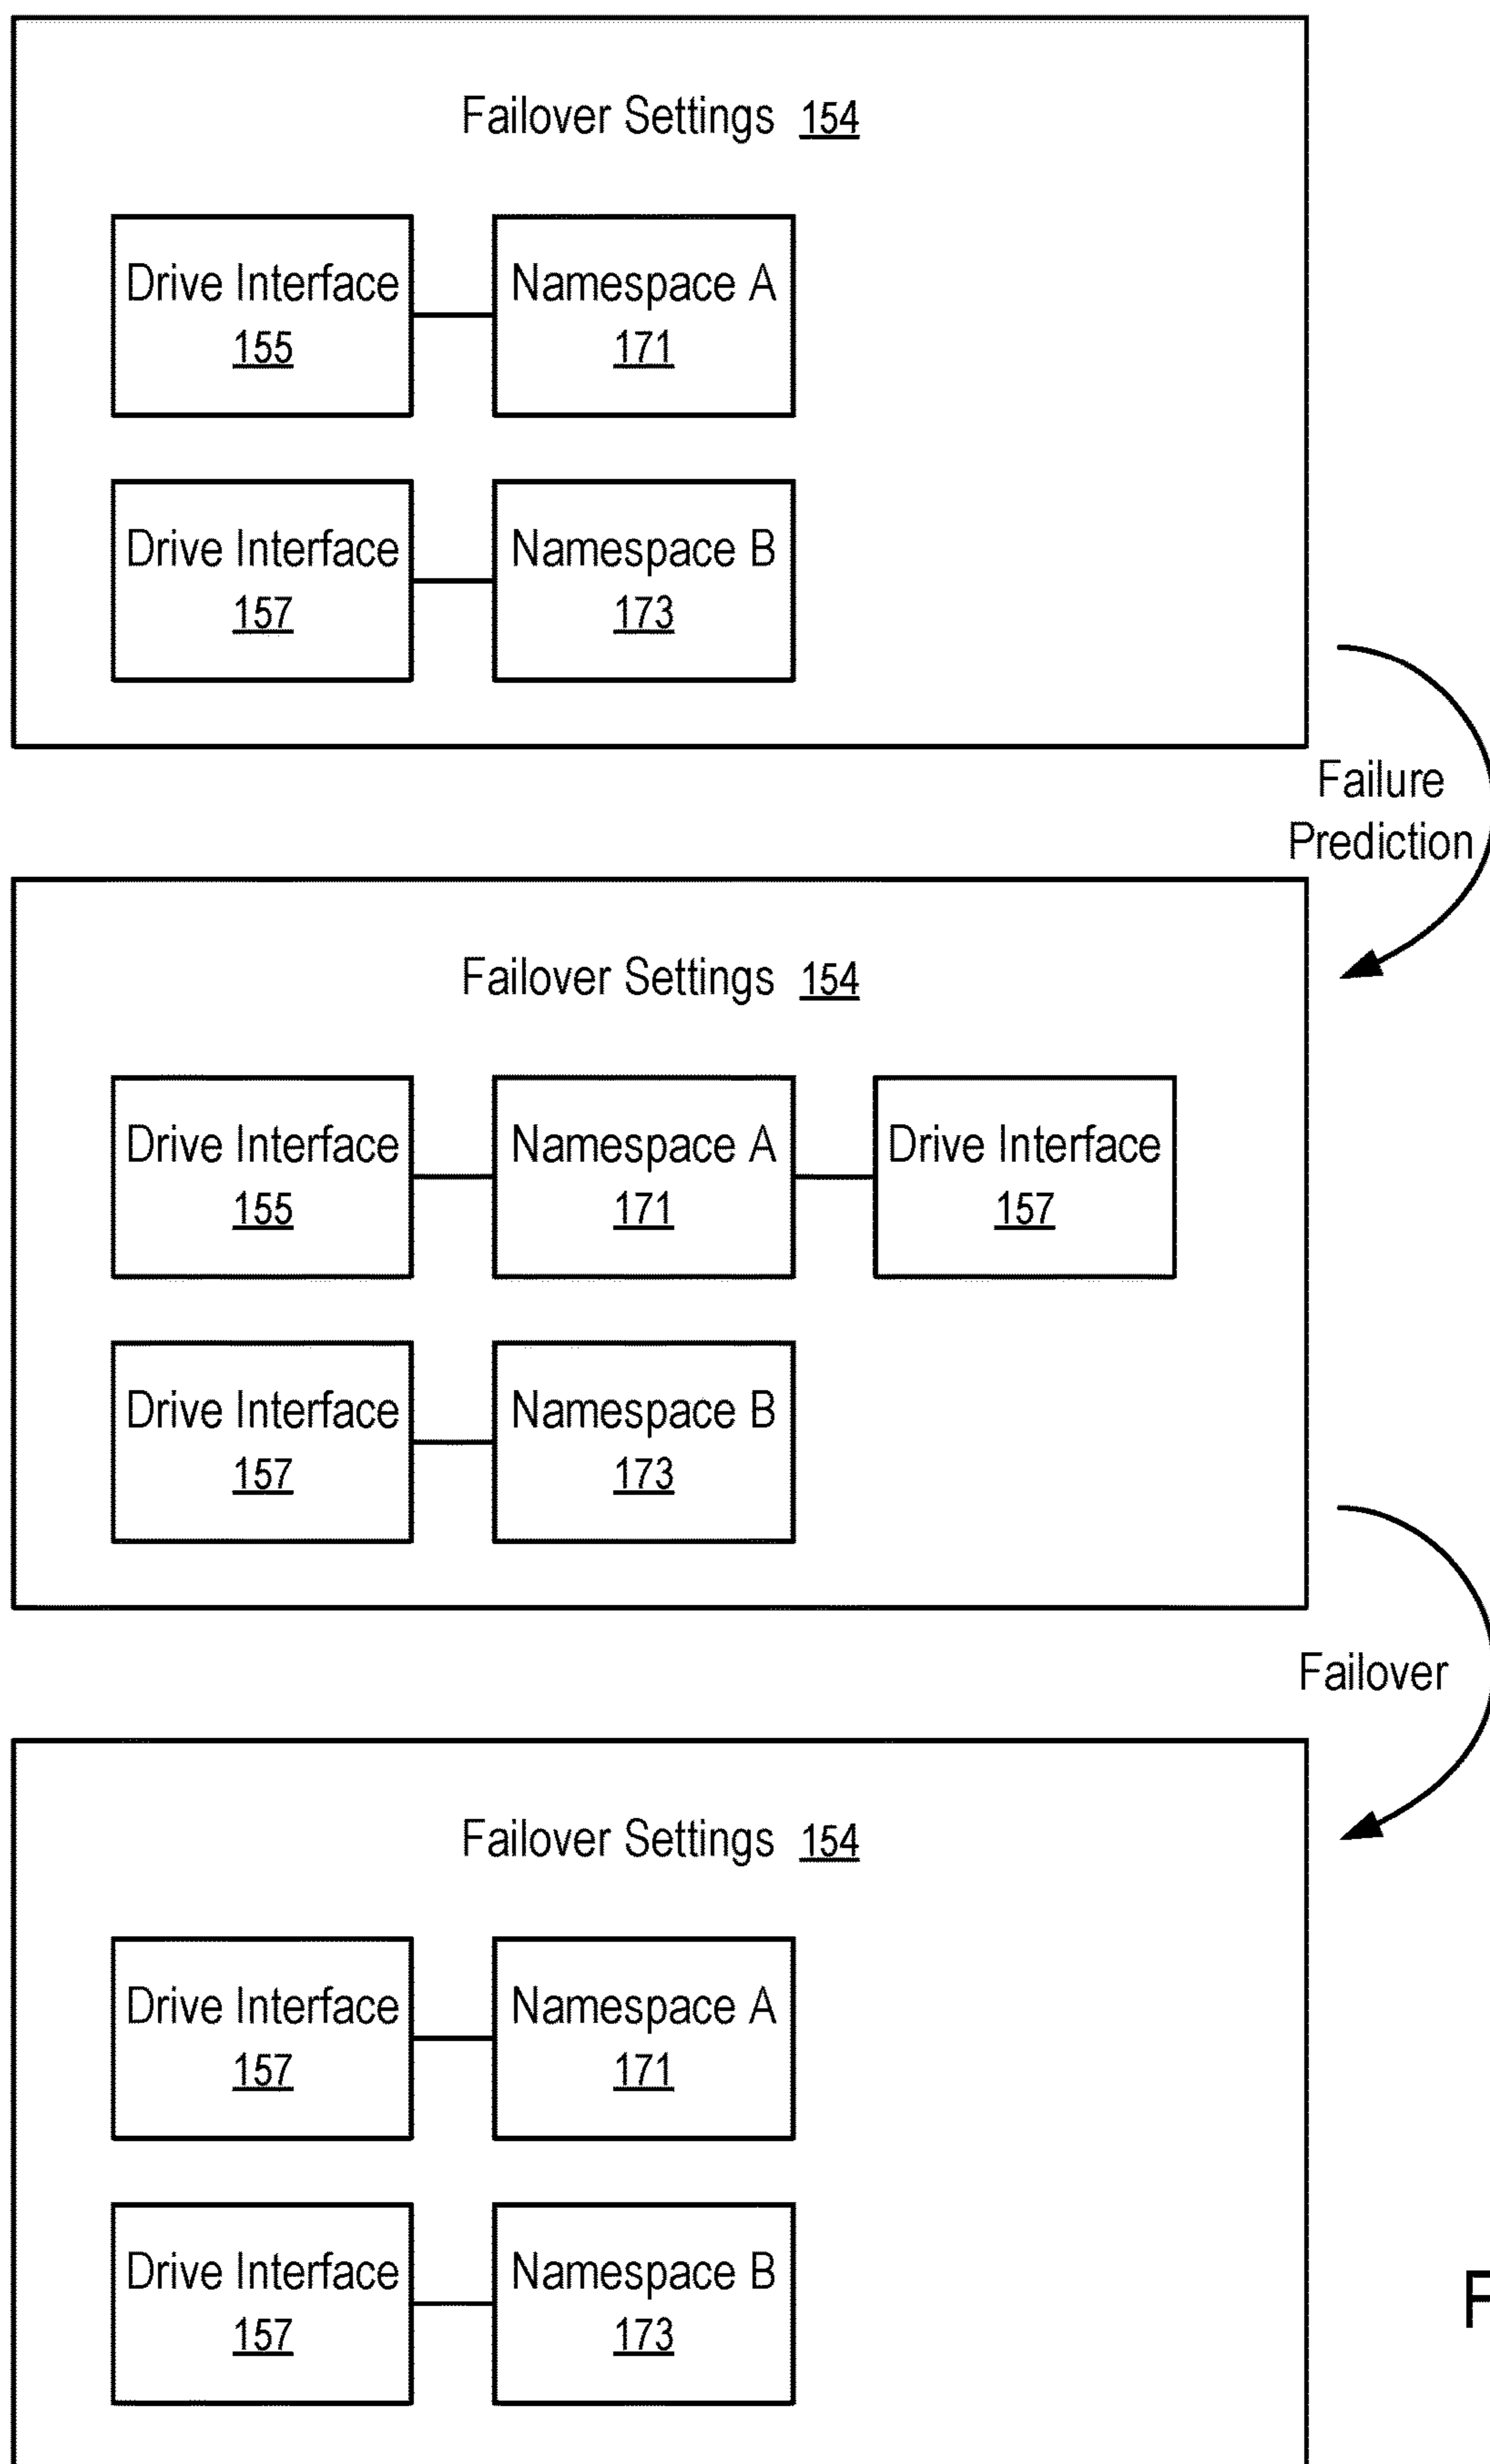 Failover Settings 154
Drive Interface
155
Namespace A
171
Drive Interface
157
Namespace B
173
Failure
Prediction
Failover Settings 154
Drive Interface
155
Namespace A
171
Drive Interface
157
Drive Interface
157
Namespace B
173
Failover
Failover Settings 154
Drive Interface
157
Namespace A
171
Drive Interface
157
Namespace B
173